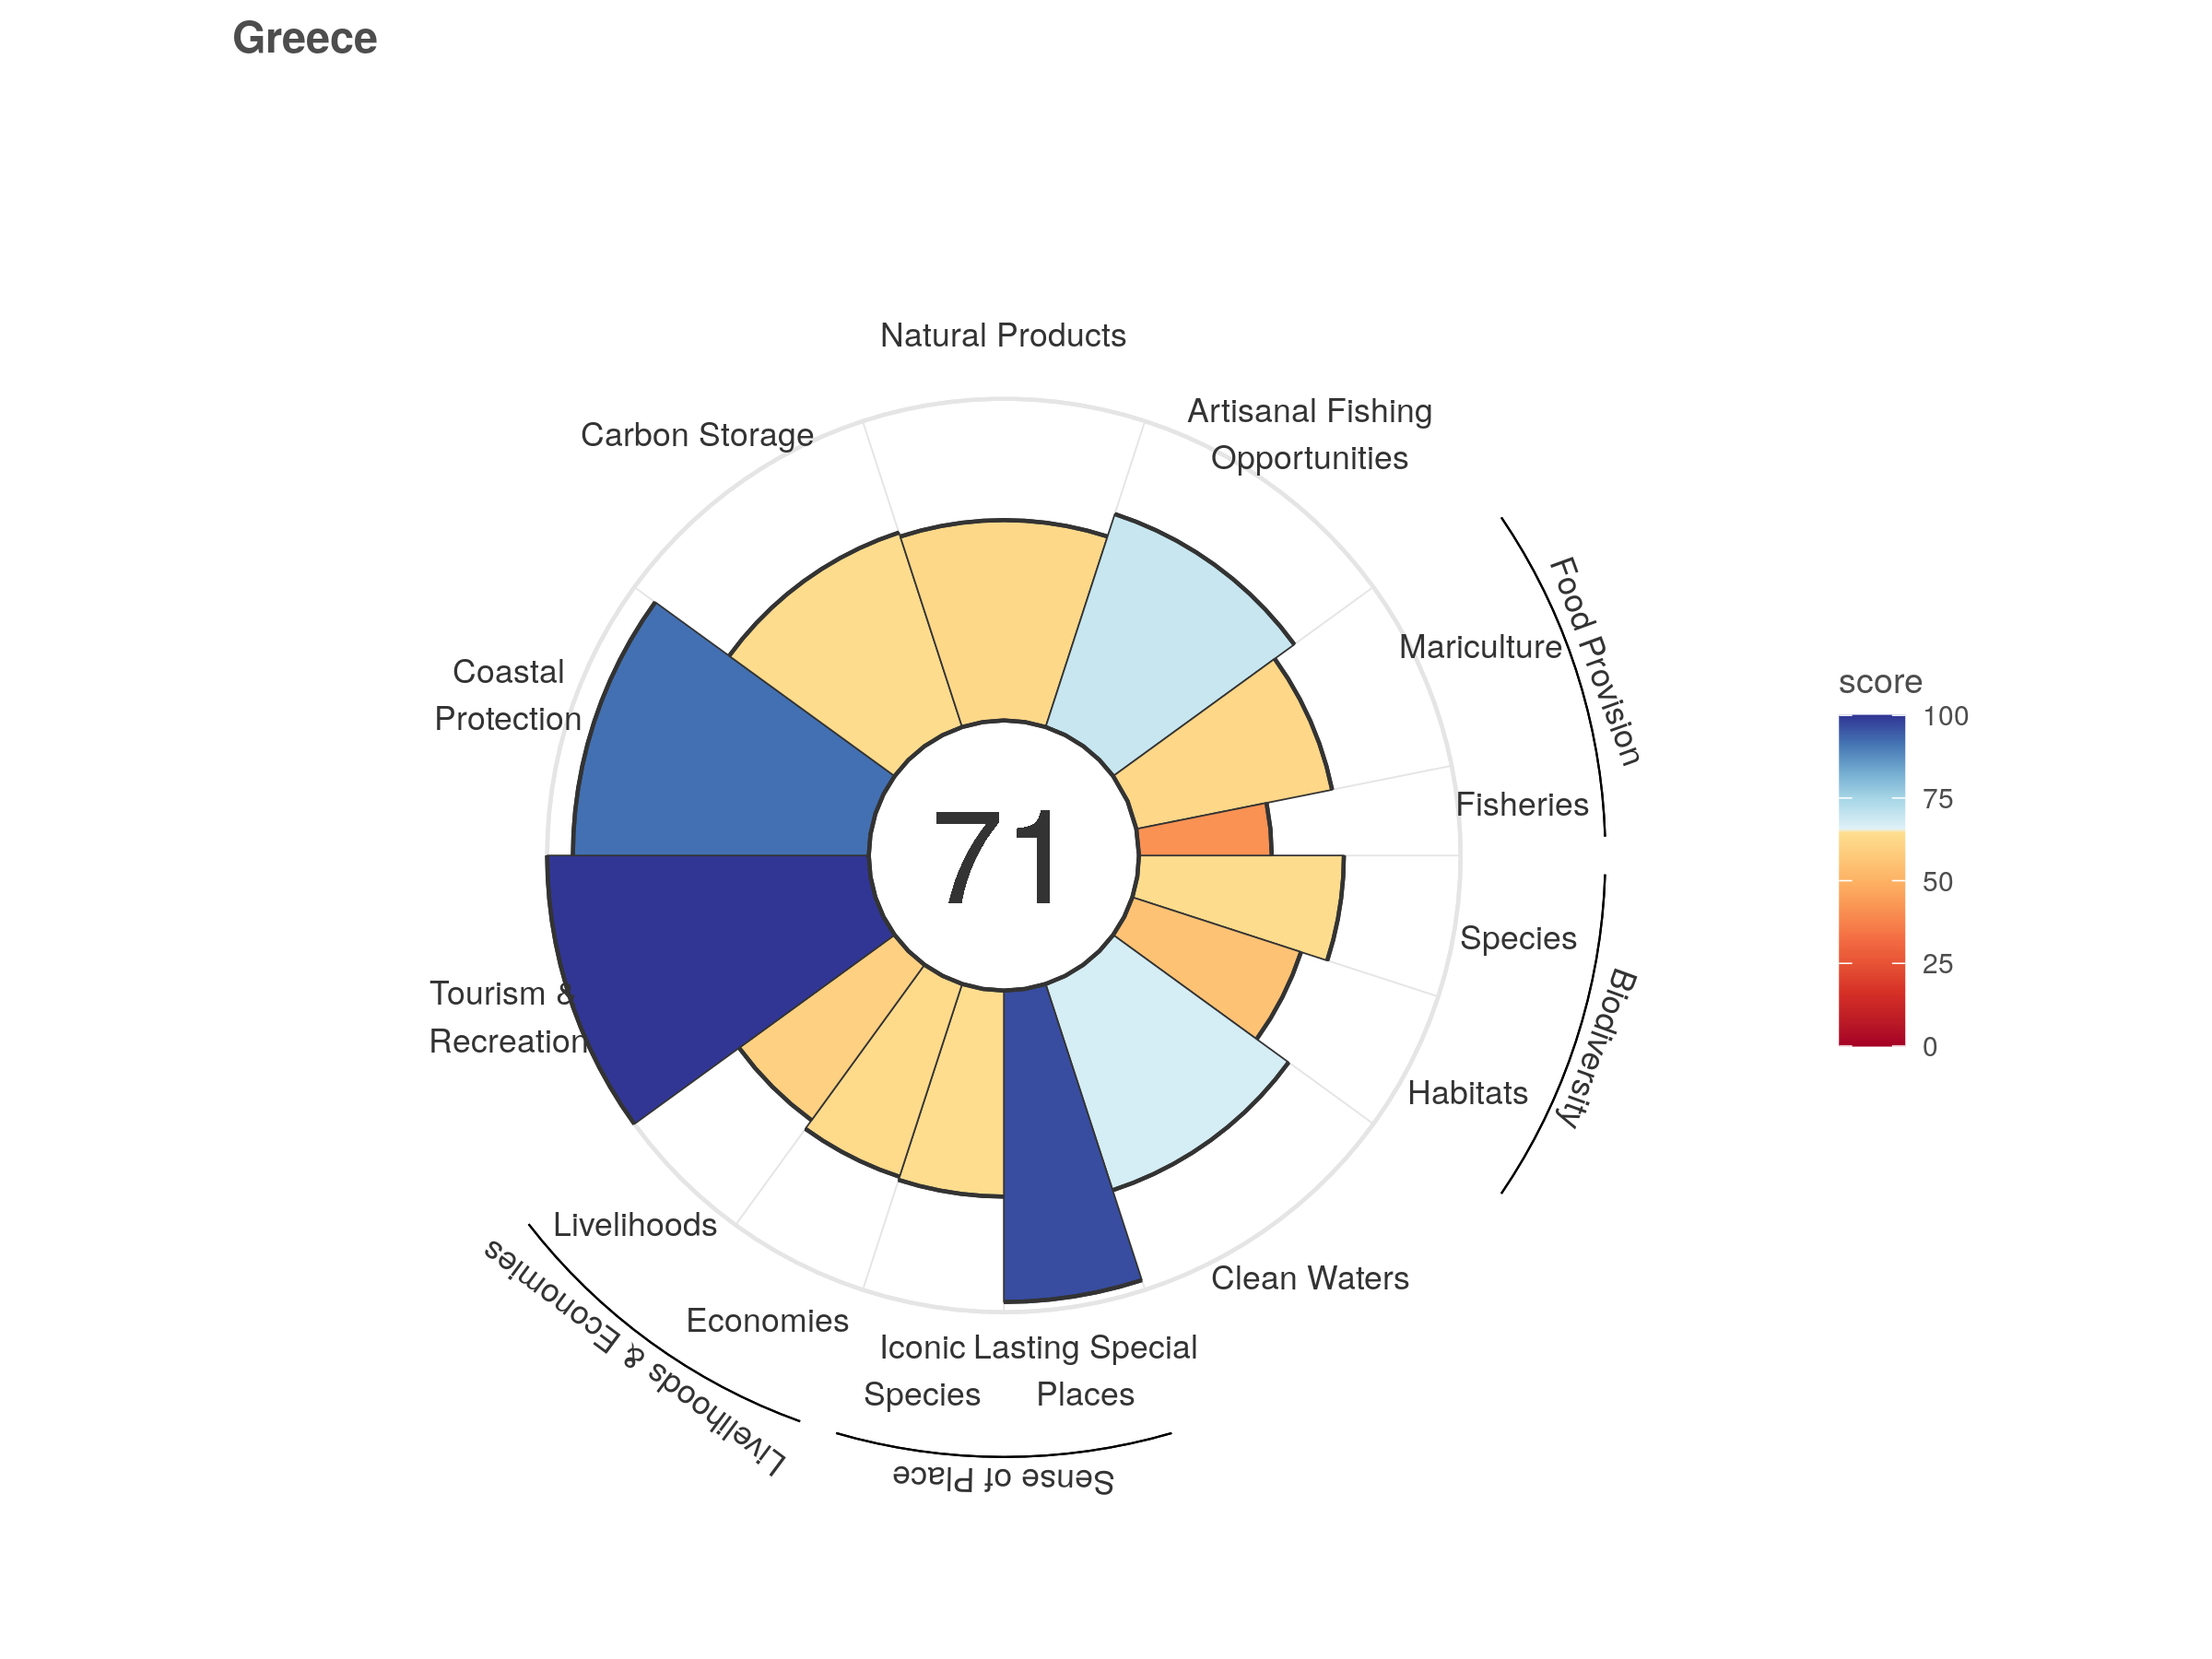 Greece
Natural Products
Artisanal Fishing
Opportunities
Carbon Storage
Mariculture
Food Provision
Coastal
Protection
Fisheries
71
Species
Biodiversity
Tourism &
Recreation
Habitats
Livelihoods
Livelihoods & Economies
Economies
Clean Waters
Iconic
Species
Lasting Special
Places
Sense of Place
score
100
75
50
25
0